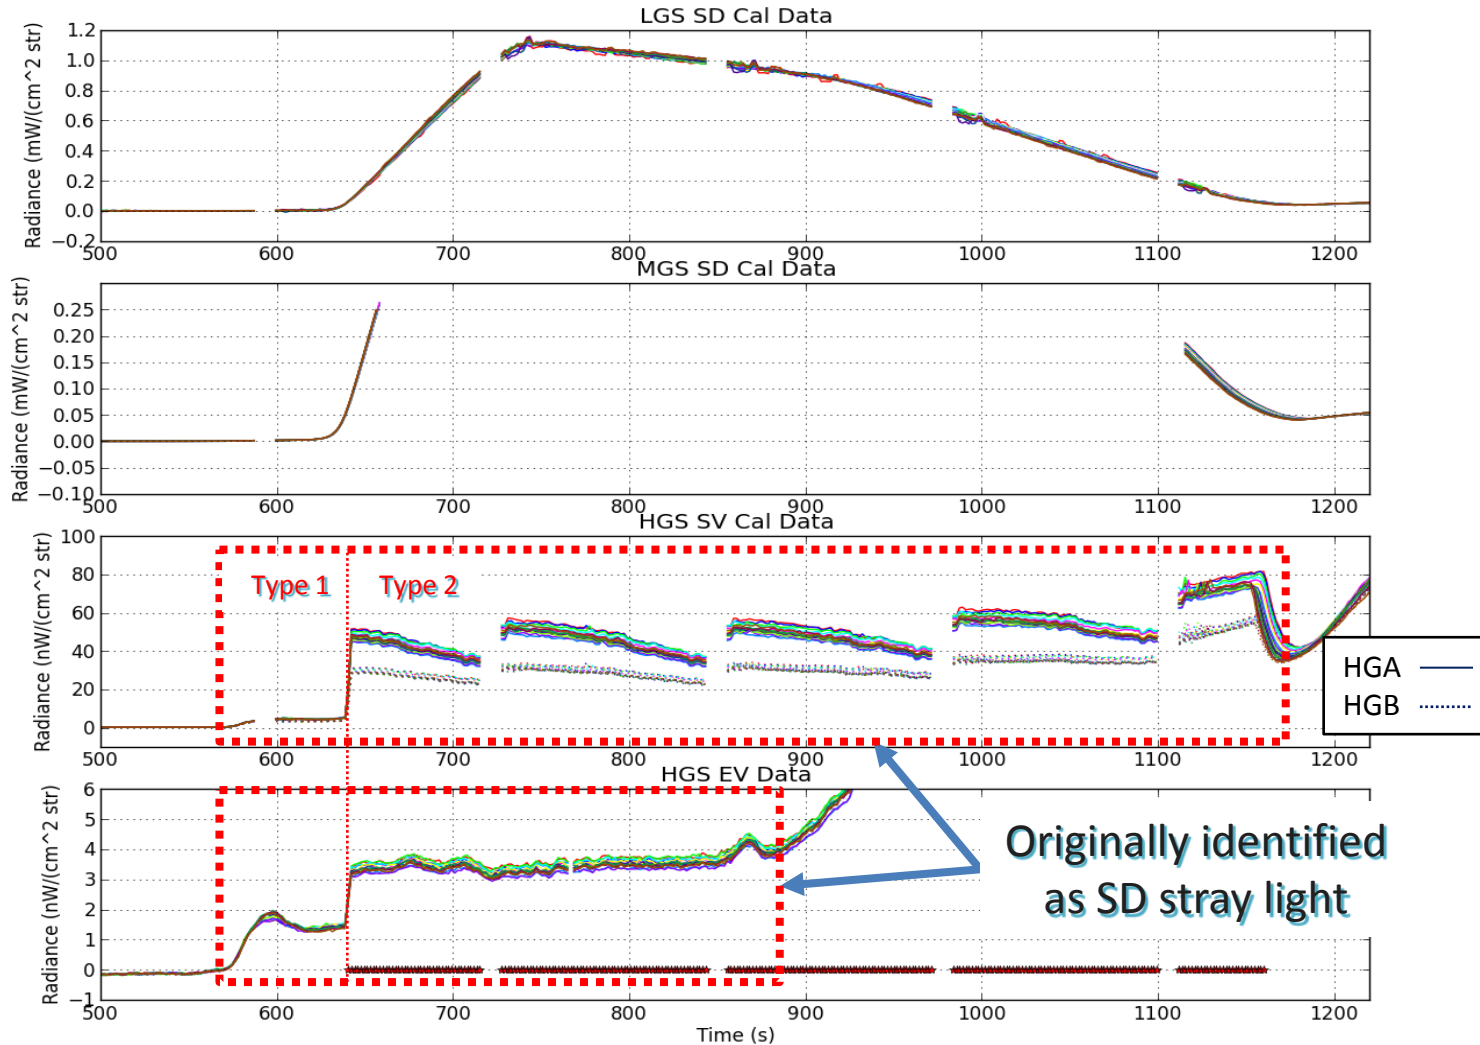 LGS SD Cal Data
Radiance (mW/(cm^2 str)
1.2
1.0
0.8
0.6
0.4
0.2
0.0
−0.2
500 600 700 800 900 1000 1100 1200
MGS SD Cal Data
Radiance (mW/(cm^2 str)
0.25
0.20
0.15
0.10
0.05
0.00
−0.05
−0.10
500 600 700 800 900 1000 1100 1200
HGS SV Cal Data
Radiance (nW/(cm^2 str)
100
80
60
40
20
0
Type 1 Type 2
HGA
HGB
500 600 700 800 900 1000 1100 1200
HGS EV Data
Radiance (nW/(cm^2 str)
6
5
4
3
2
1
0
−1
Originally identified
as SD stray light
500 600 700 800 900 1000 1100 1200
Time (s)